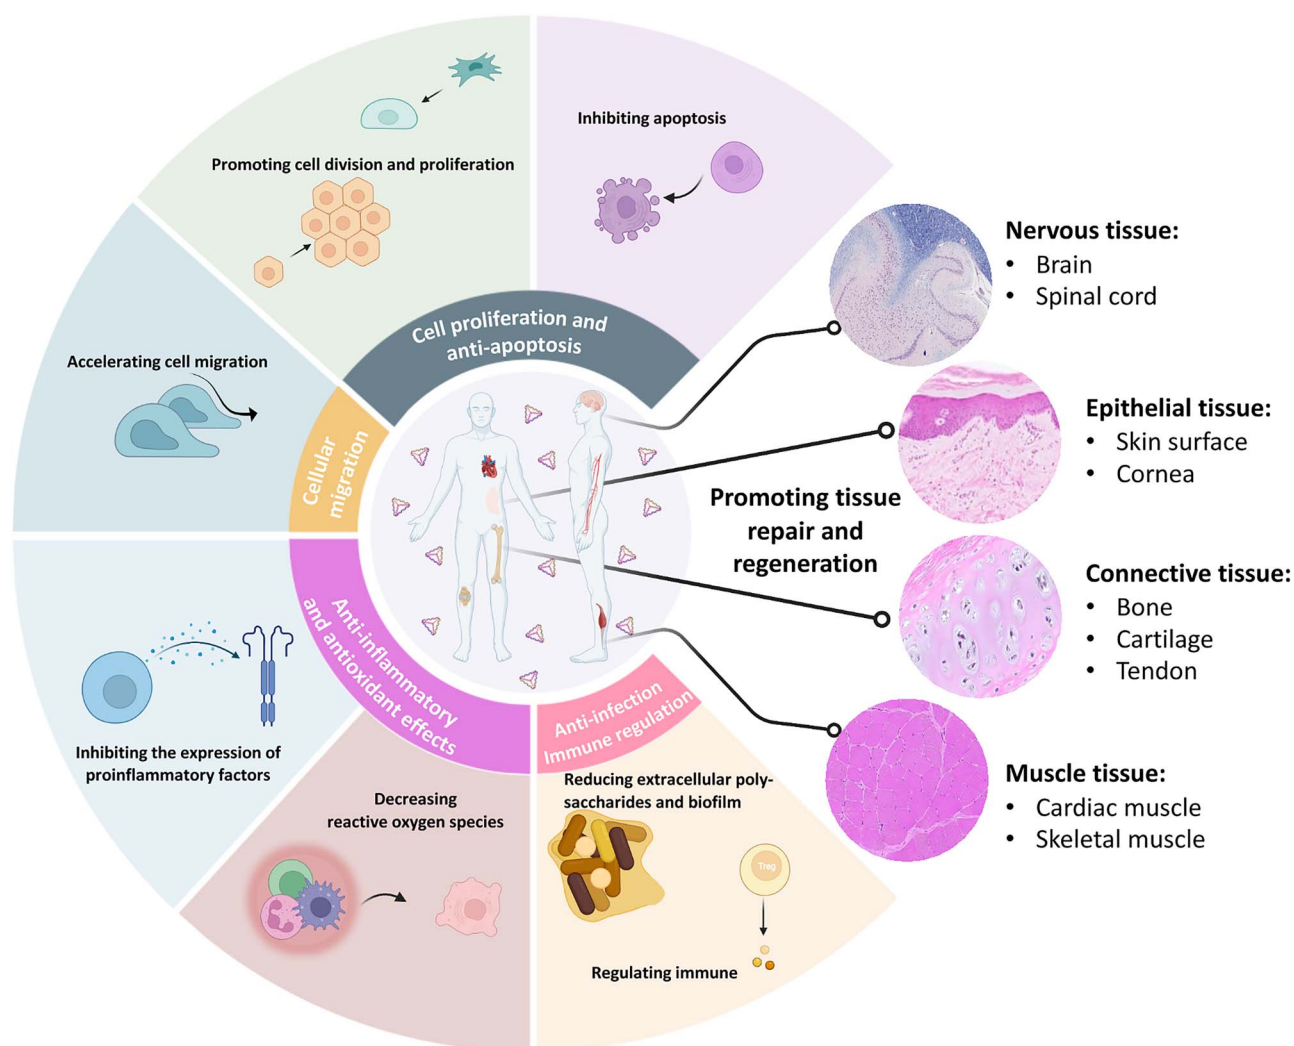 Inhibiting apoptosis
Promoting cell division and proliferation
Accelerating cell migration
Cell proliferation and
anti-apoptosis
Cellular
migration
Anti-inflammatory
and antioxidant effects
Anti-infection
Immune regulation
Inhibiting the expression of
proinflammatory factors
Decreasing
reactive oxygen species
Reducing extracellular poly-
saccharides and biofilm
Treg
Regulating immune
Promoting tissue
repair and
regeneration
Nervous tissue:
• Brain
• Spinal cord
Epithelial tissue:
• Skin surface
• Cornea
Connective tissue:
• Bone
• Cartilage
• Tendon
Muscle tissue:
• Cardiac muscle
• Skeletal muscle